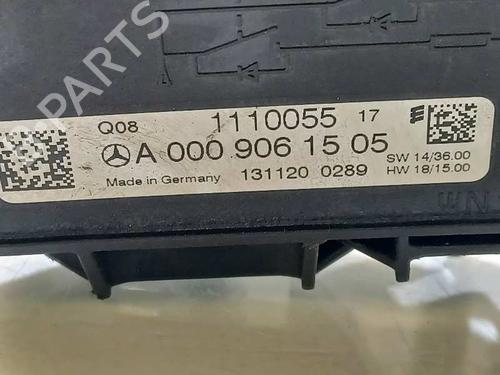 PARTS
Q08 1110055 17
A 000 906 15 05
SW 14/36.00
Made in Germany 131120 0289 HW 18/15.00